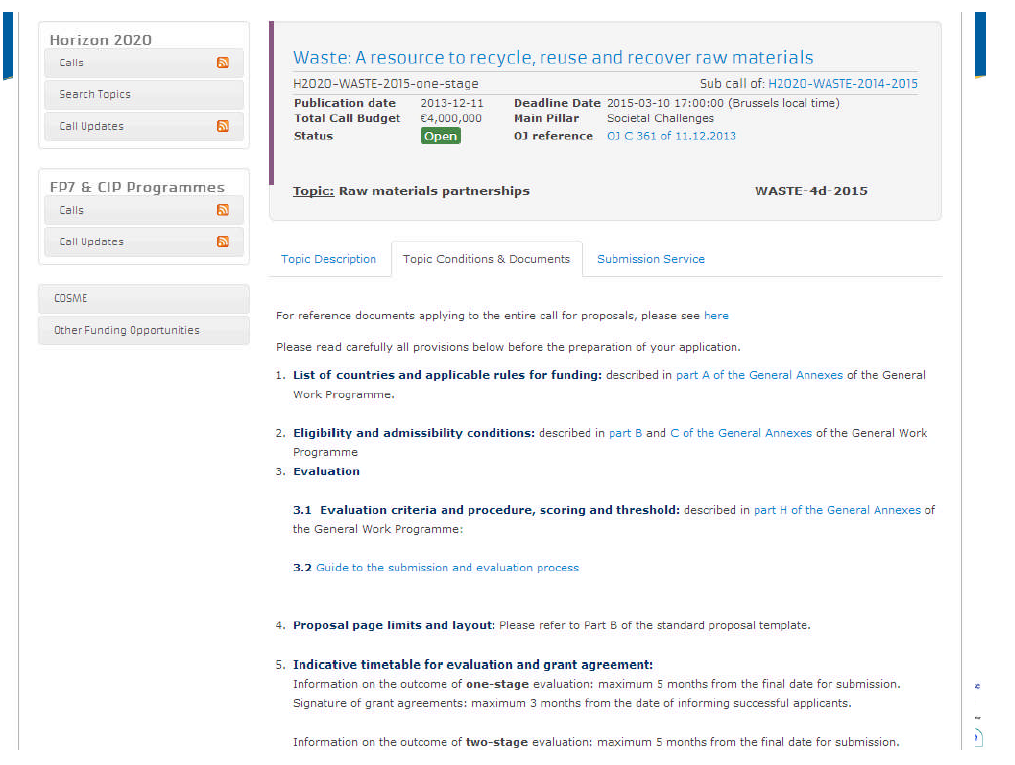 Horizon 2020
Calls
Search Topics
Call Updates
FP7 & CIP Programmes
Calls
Call Updates
COSME
Other Funding Opportunities
Waste: A resource to recycle, reuse and recover raw materials
H2020-WASTE-2015-one-stage Sub call of: H2020-WASTE-2014-2015
Publication date 2013-12-11 Deadline Date 2015-03-10 17:00:00 (Brussels local time)
Total Call Budget €4,000,000 Main Pillar Societal Challenges
Status Open OJ reference OJ C 361 of 11.12.2013
Topic: Raw materials partnerships WASTE-4d-2015
Topic Description Topic Conditions & Documents Submission Service
For reference documents applying to the entire call for proposals, please see here
Please read carefully all provisions below before the preparation of your application.
1. List of countries and applicable rules for funding: described in part A of the General Annexes of the General
Work Programme.
2. Eligibility and admissibility conditions: described in part B and C of the General Annexes of the General Work
Programme
3. Evaluation
3.1 Evaluation criteria and procedure, scoring and threshold: described in part H of the General Annexes of
the General Work Programme:
3.2 Guide to the submission and evaluation process
4. Proposal page limits and layout: Please refer to Part B of the standard proposal template.
5. Indicative timetable for evaluation and grant agreement:
Information on the outcome of one-stage evaluation: maximum 5 months from the final date for submission.
Signature of grant agreements: maximum 3 months from the date of informing successful applicants.
Information on the outcome of two-stage evaluation: maximum 5 months from the final date for submission.